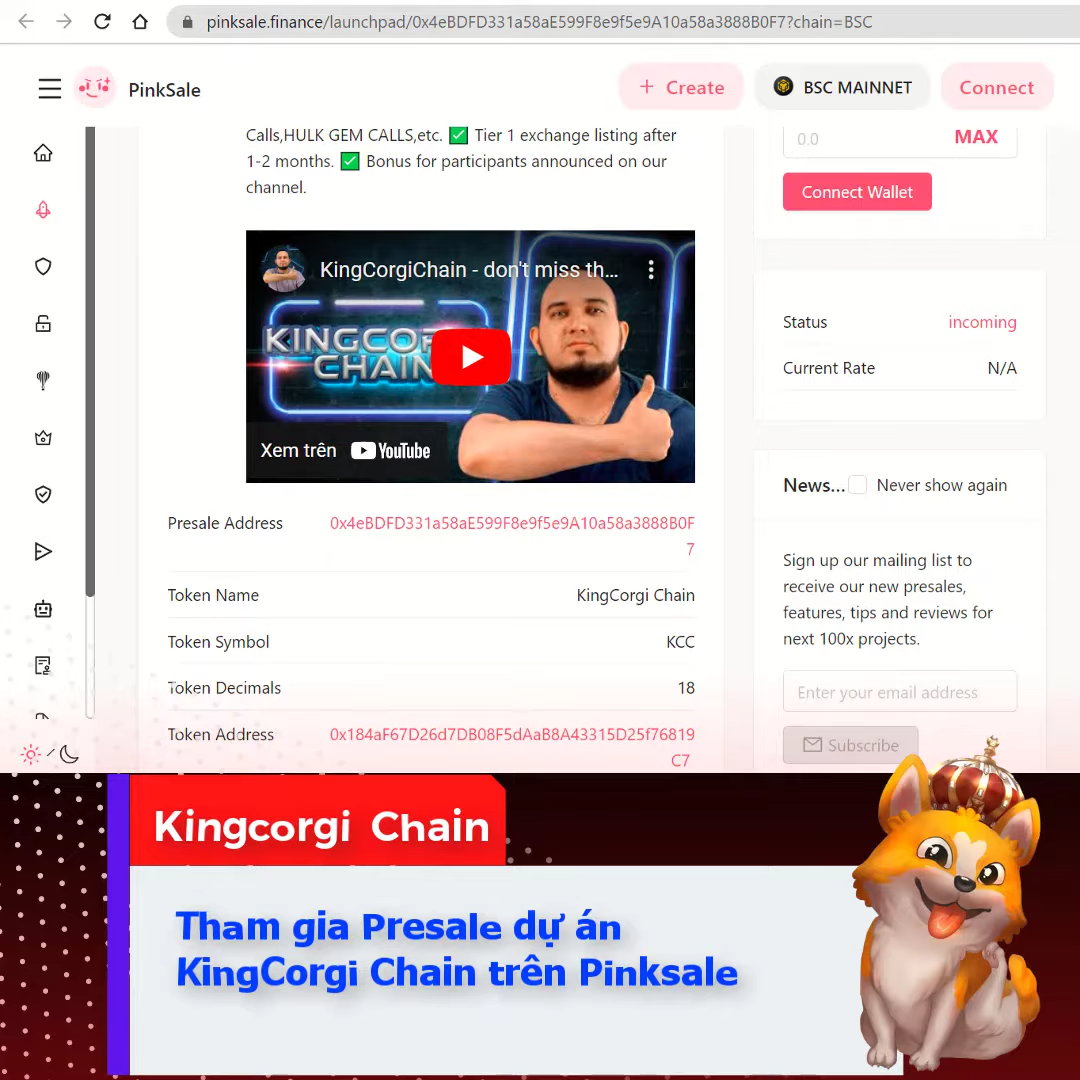 pinksale.finance/launchpad/0x4eBDFD331a58aE599F8e9f5e9A10a58a3888B0F7?chain=BSC
PinkSale
+ Create
BSC MAINNET
Connect
Calls,HULK GEM CALLS,etc. ✅ Tier 1 exchange listing after
1-2 months. ✅ Bonus for participants announced on our
channel.
0.0
MAX
Connect Wallet
KingCorgiChain - don't miss th...
KINGCOR
CHAIN
Xem trên YouTube
Status
incoming
Current Rate
N/A
News...
Never show again
Sign up our mailing list to
receive our new presales,
features, tips and reviews for
next 100x projects.
Enter your email address
Subscribe
Presale Address
0x4eBDFD331a58aE599F8e9f5e9A10a58a3888B0F
7
Token Name
KingCorgi Chain
Token Symbol
KCC
Token Decimals
18
Token Address
0x184aF67D26d7DB08F5dAaB8A43315D25f76819
C7
Kingcorgi Chain
Tham gia Presale dự án
KingCorgi Chain trên Pinksale